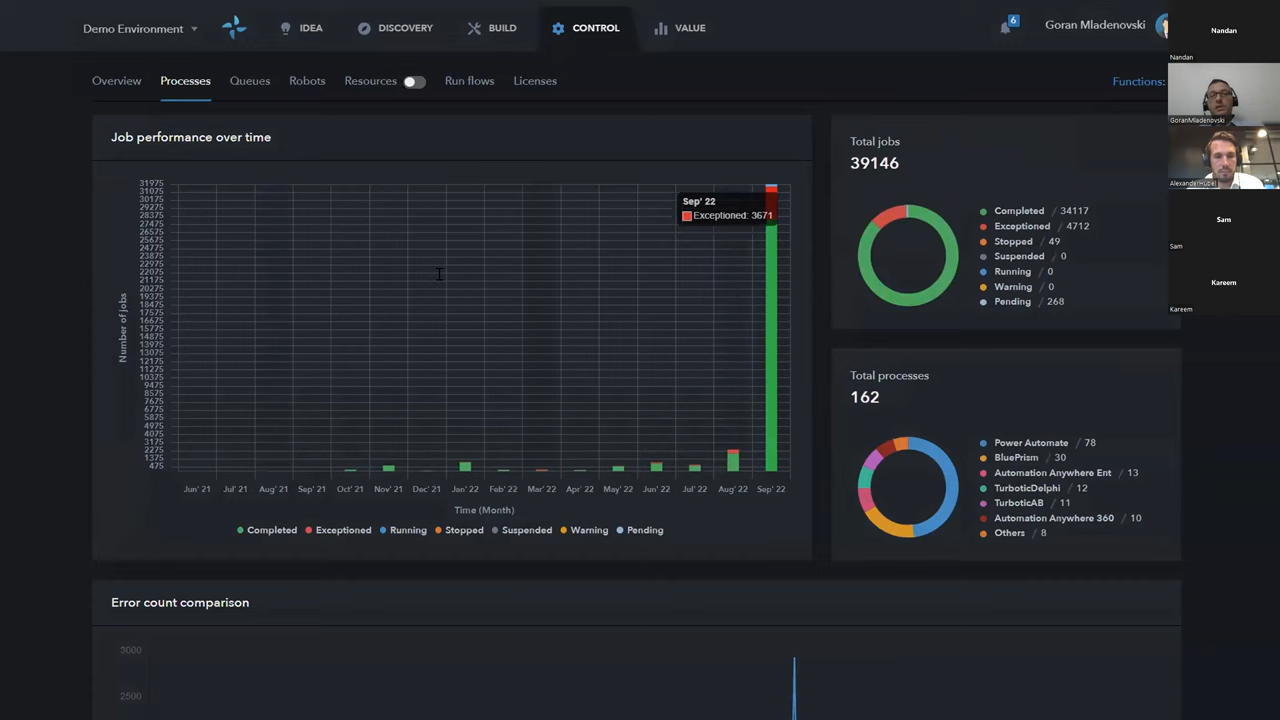 Demo Environment
IDEA
DISCOVERY
BUILD
CONTROL
VALUE
6
Goran Mladenovski
Nandan
Nandan
GoranMladenovski
AlexanderHübel
Sam
Sam
Kareem
Kareem
Overview
Processes
Queues
Robots
Resources
Run flows
Licenses
Functions:
Job performance over time
31975
31075
30175
29275
28375
27475
26575
25675
24775
23875
22975
22075
21175
20275
19375
18475
17575
16675
15775
14875
13975
13075
12175
11275
10375
9475
8575
7675
6775
5875
4975
4075
3175
2275
1375
475
Number of jobs
Sep' 22
Exceptioned: 3671
Jun' 21
Jul' 21
Aug' 21
Sep' 21
Oct' 21
Nov' 21
Dec' 21
Jan' 22
Feb' 22
Mar' 22
Apr' 22
May' 22
Jun' 22
Jul' 22
Aug' 22
Sep' 22
Time (Month)
Completed
Exceptioned
Running
Stopped
Suspended
Warning
Pending
Total jobs
39146
Completed / 34117
Exceptioned / 4712
Stopped / 49
Suspended / 0
Running / 0
Warning / 0
Pending / 268
Total processes
162
Power Automate / 78
BluePrism / 30
Automation Anywhere Ent / 13
TurboticDelphi / 12
TurboticAB / 11
Automation Anywhere 360 / 10
Others / 8
Error count comparison
3000
2500